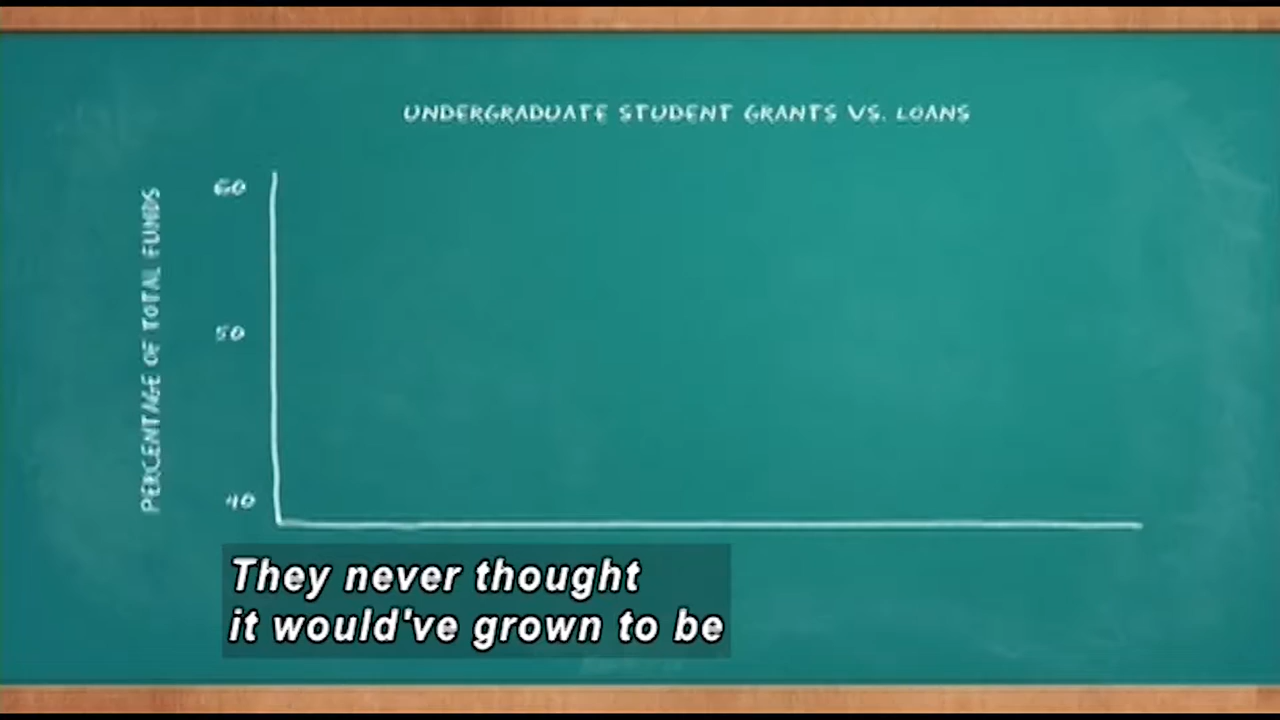 UNDERGRADUATE STUDENT GRANTS VS. LOANS
PERCENTAGE OF TOTAL FUNDS
60
50
40
They never thought
it would've grown to be